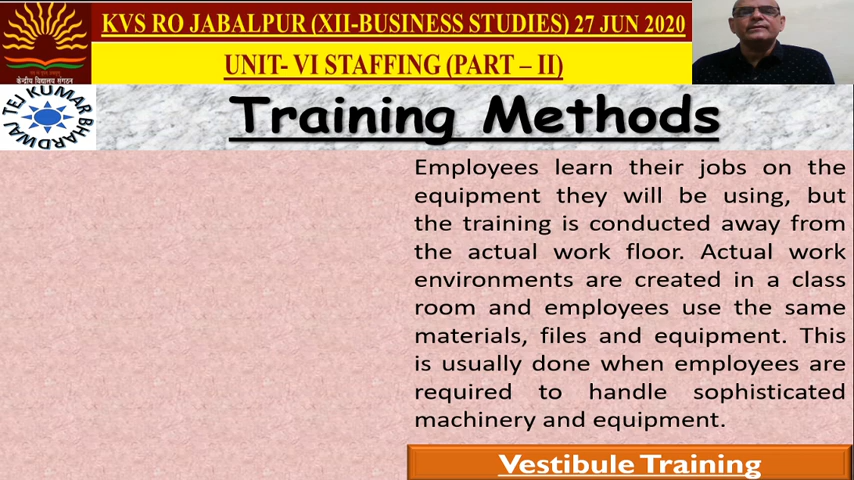 KVS RO JABALPUR (XII-BUSINESS STUDIES) 27 JUN 2020
UNIT- VI STAFFING (PART – II)
केन्द्रीय विद्यालय संगठन
TEJ KUMAR BHARDWAJ
Training Methods
Employees learn their jobs on the
equipment they will be using, but
the training is conducted away from
the actual work floor. Actual work
environments are created in a class
room and employees use the same
materials, files and equipment. This
is usually done when employees are
required to handle sophisticated
machinery and equipment.
Vestibule Training